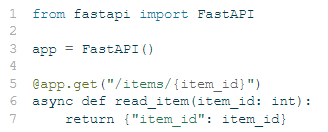 1 from fastapi import FastAPI
2
3 app = FastAPI()
4
5 @app.get("/items/{item_id}")
6 async def read_item(item_id: int):
7     return {"item_id": item_id}